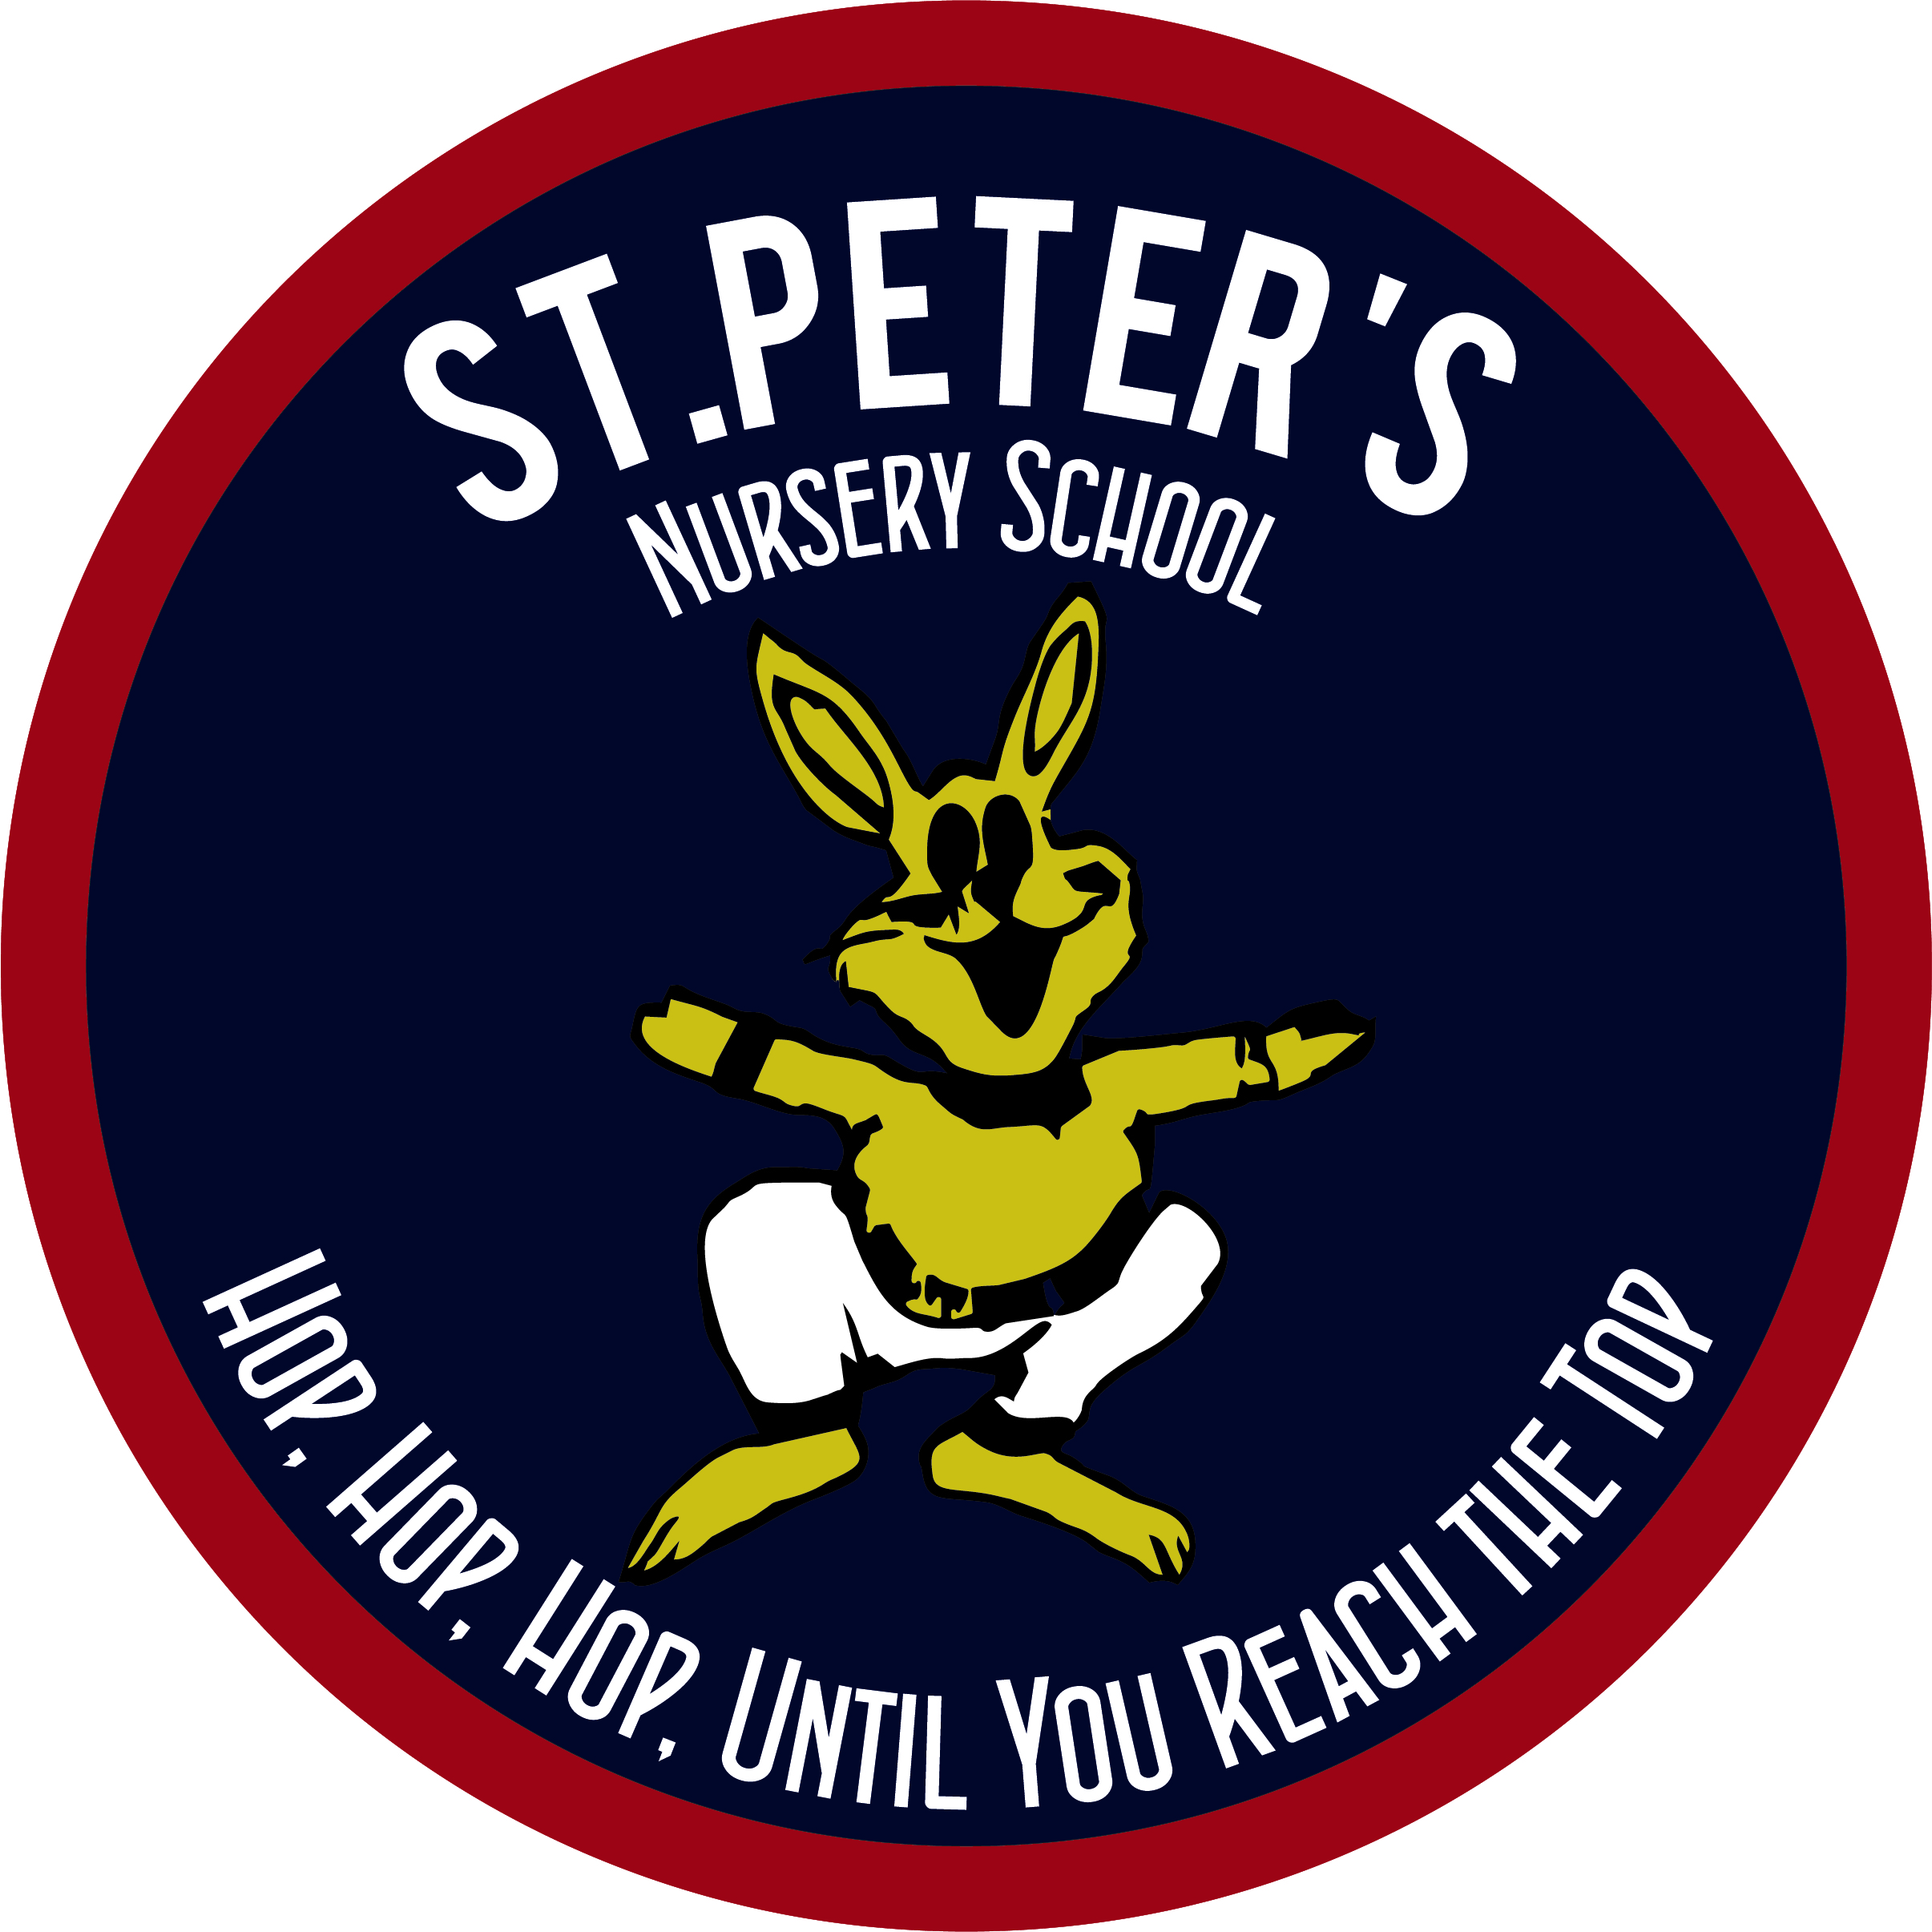 ST.PETER'S
NURSERY SCHOOL
HOP, HOP, HOP, UNTIL YOU REACH THE TOP